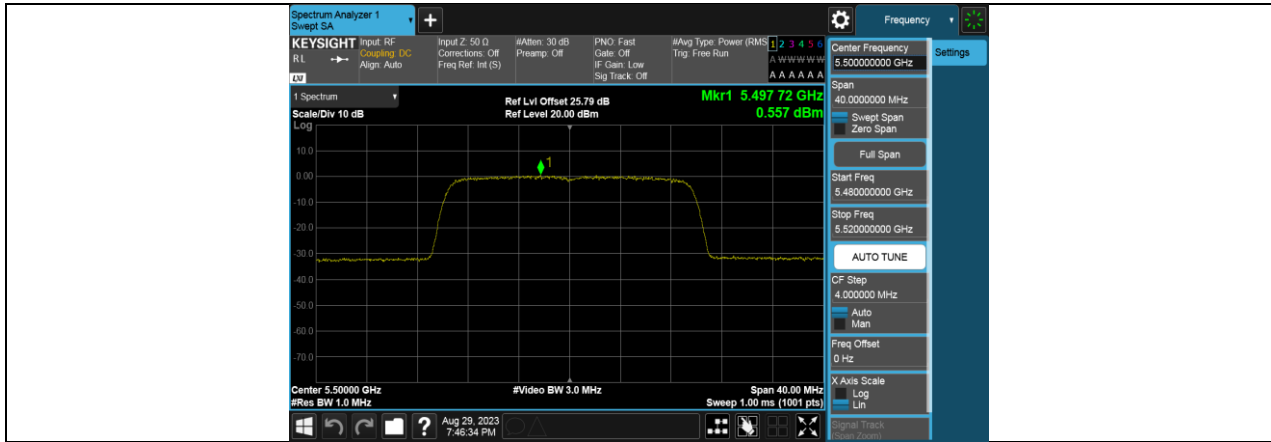 Spectrum Analyzer 1
Swept SA
+
Frequency
KEYSIGHT
RL
LXI
Input: RF
Coupling: DC
Align: Auto
Input Z: 50 Ω
Corrections: Off
Freq Ref: Int (S)
#Atten: 30 dB
Preamp: Off
PNO: Fast
Gate: Off
IF Gain: Low
Sig Track: Off
#Avg Type: Power (RMS
Trig: Free Run
1 2 3 4 5 6
A W W W W W
A A A A A A
1 Spectrum
Scale/Div 10 dB
Log
Ref Lvl Offset 25.79 dB
Ref Level 20.00 dBm
Mkr1 5.497 72 GHz
0.557 dBm
10.0
0.00
-10.0
-20.0
-30.0
-40.0
-50.0
-60.0
-70.0
1
Center 5.50000 GHz
#Res BW 1.0 MHz
#Video BW 3.0 MHz
Span 40.00 MHz
Sweep 1.00 ms (1001 pts)
?
Aug 29, 2023
7:46:34 PM
Center Frequency
5.500000000 GHz
Settings
Span
40.0000000 MHz
Swept Span
Zero Span
Full Span
Start Freq
5.480000000 GHz
Stop Freq
5.520000000 GHz
AUTO TUNE
CF Step
4.000000 MHz
Auto
Man
Freq Offset
0 Hz
X Axis Scale
Log
Lin
Signal Track
(Span Zoom)